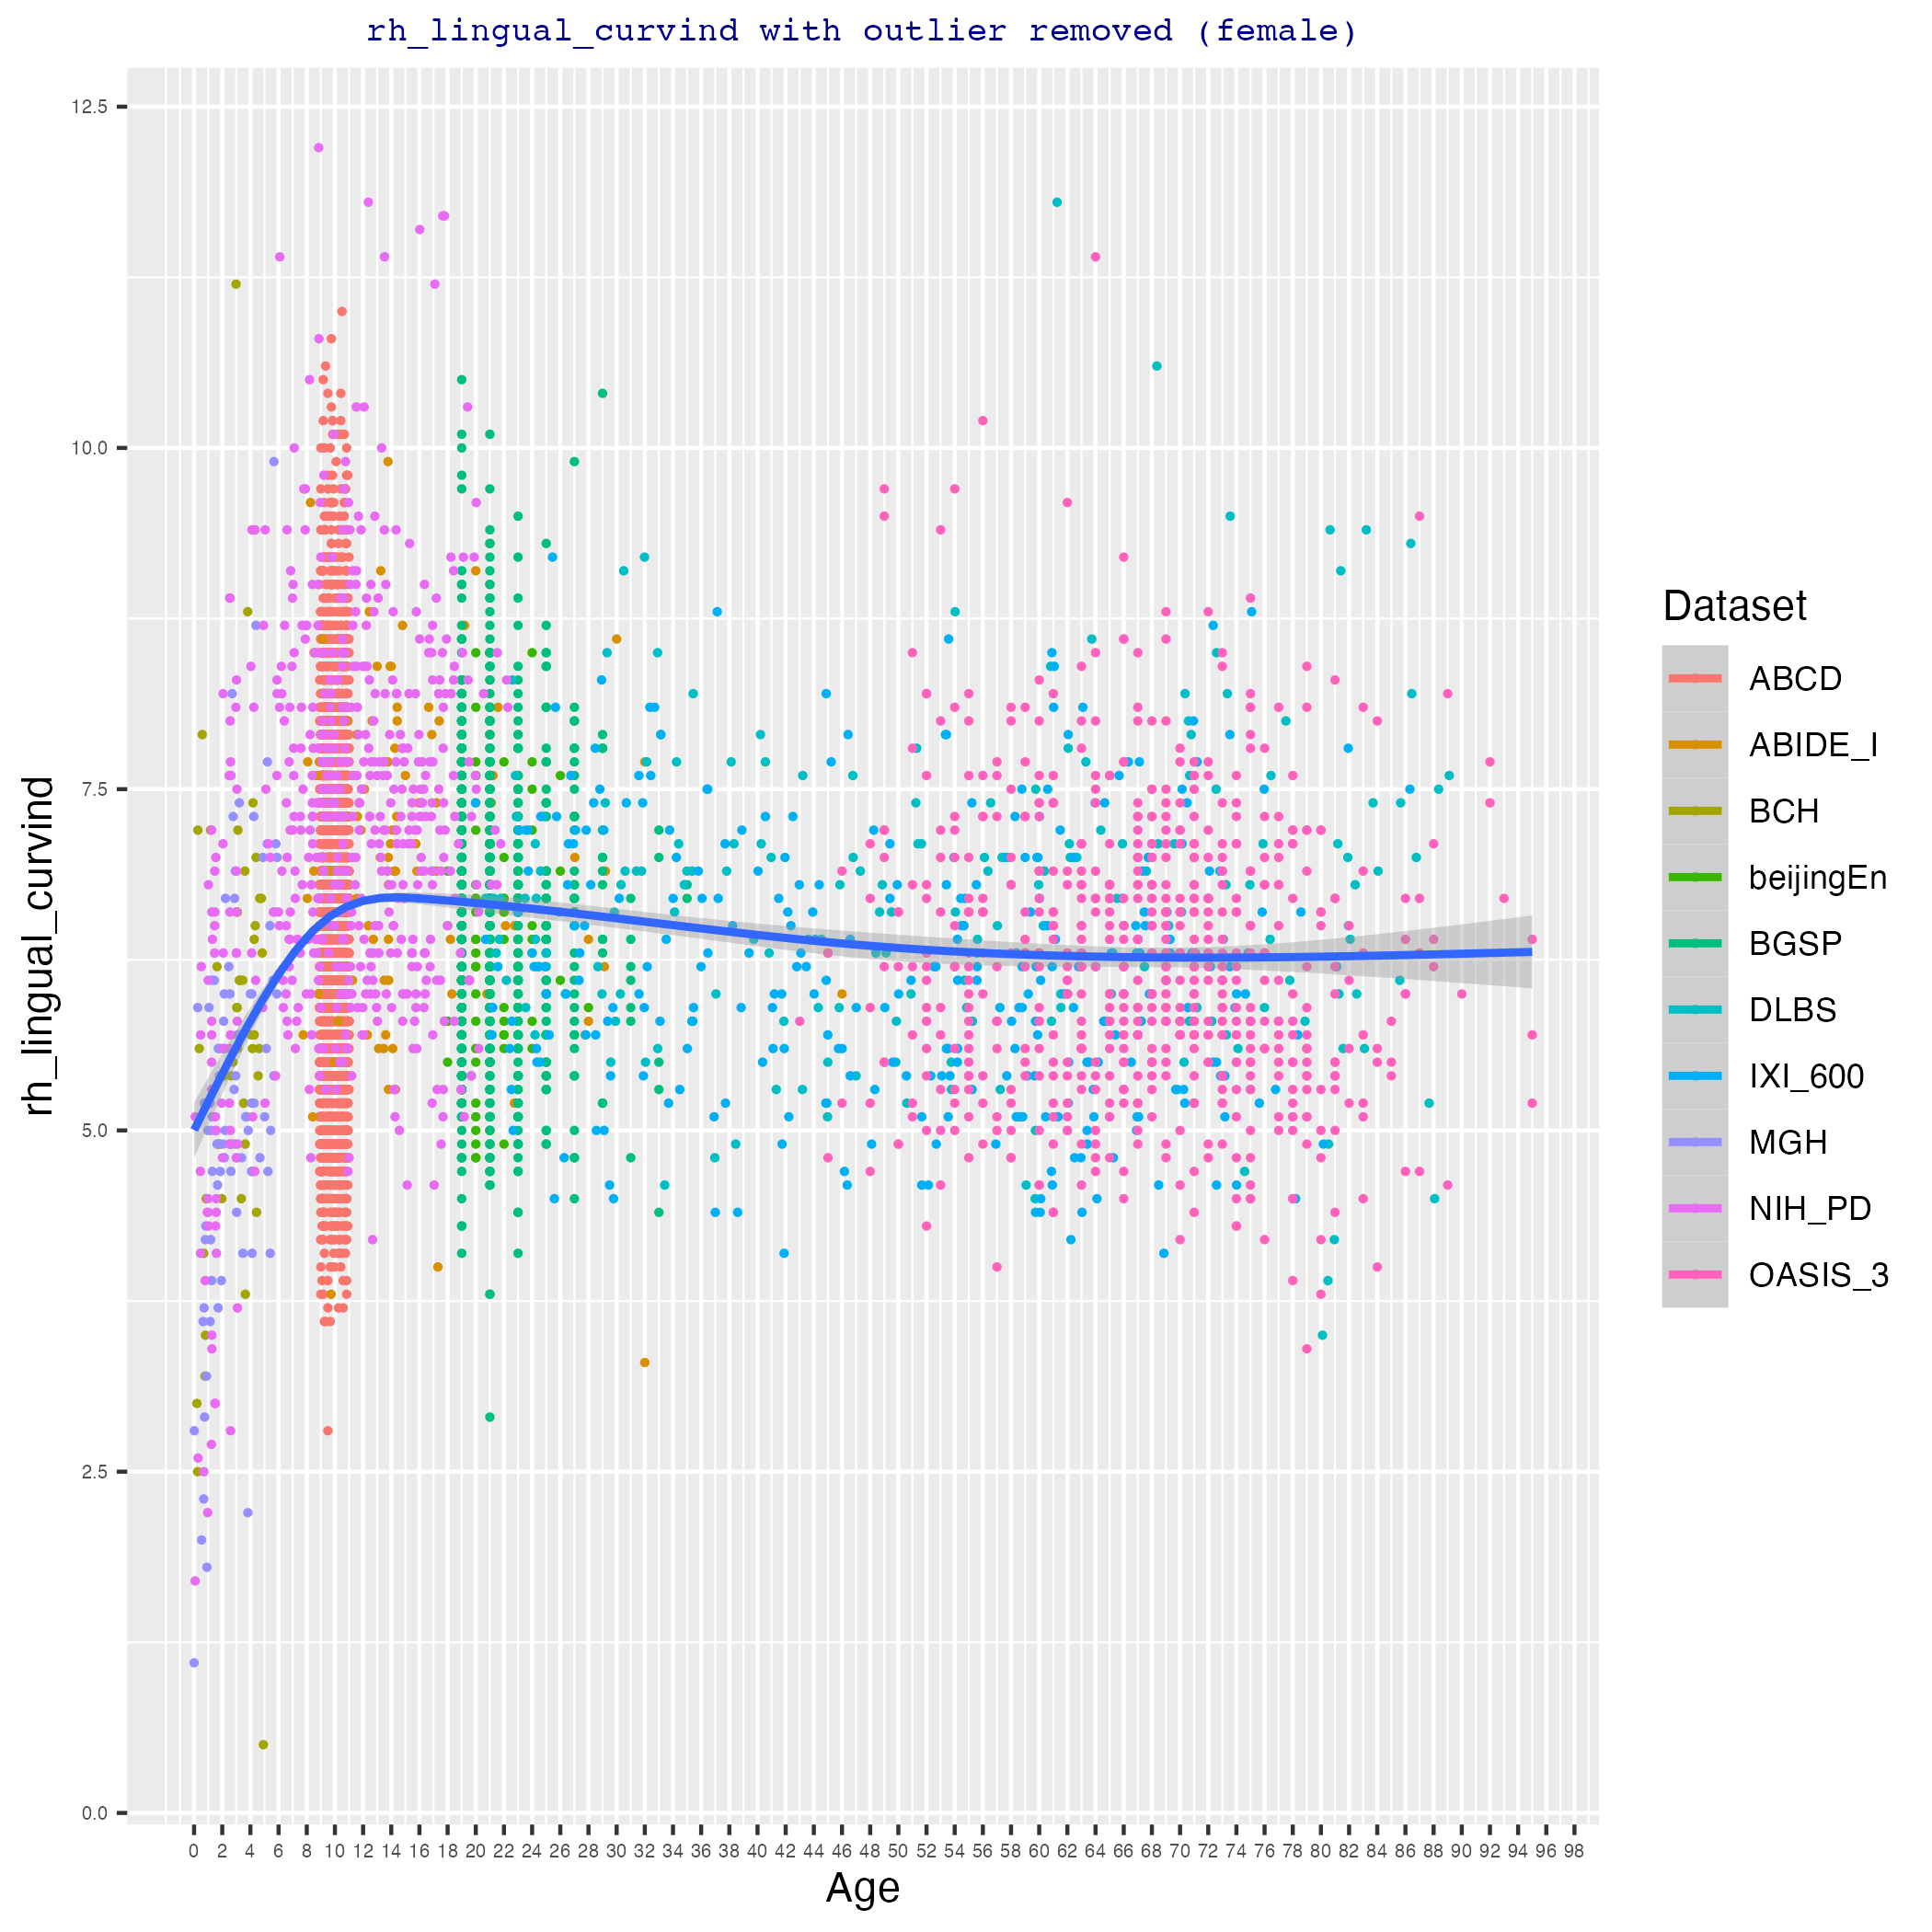 rh_lingual_curvind with outlier removed (female)
12.5
10.0
7.5
5.0
2.5
0.0
rh_lingual_curvind
0 2 4 6 8 10 12 14 16 18 20 22 24 26 28 30 32 34 36 38 40 42 44 46 48 50 52 54 56 58 60 62 64 66 68 70 72 74 76 78 80 82 84 86 88 90 92 94 96 98
Age
Dataset
ABCD
ABIDE_I
BCH
beijingEn
BGSP
DLBS
IXI_600
MGH
NIH_PD
OASIS_3